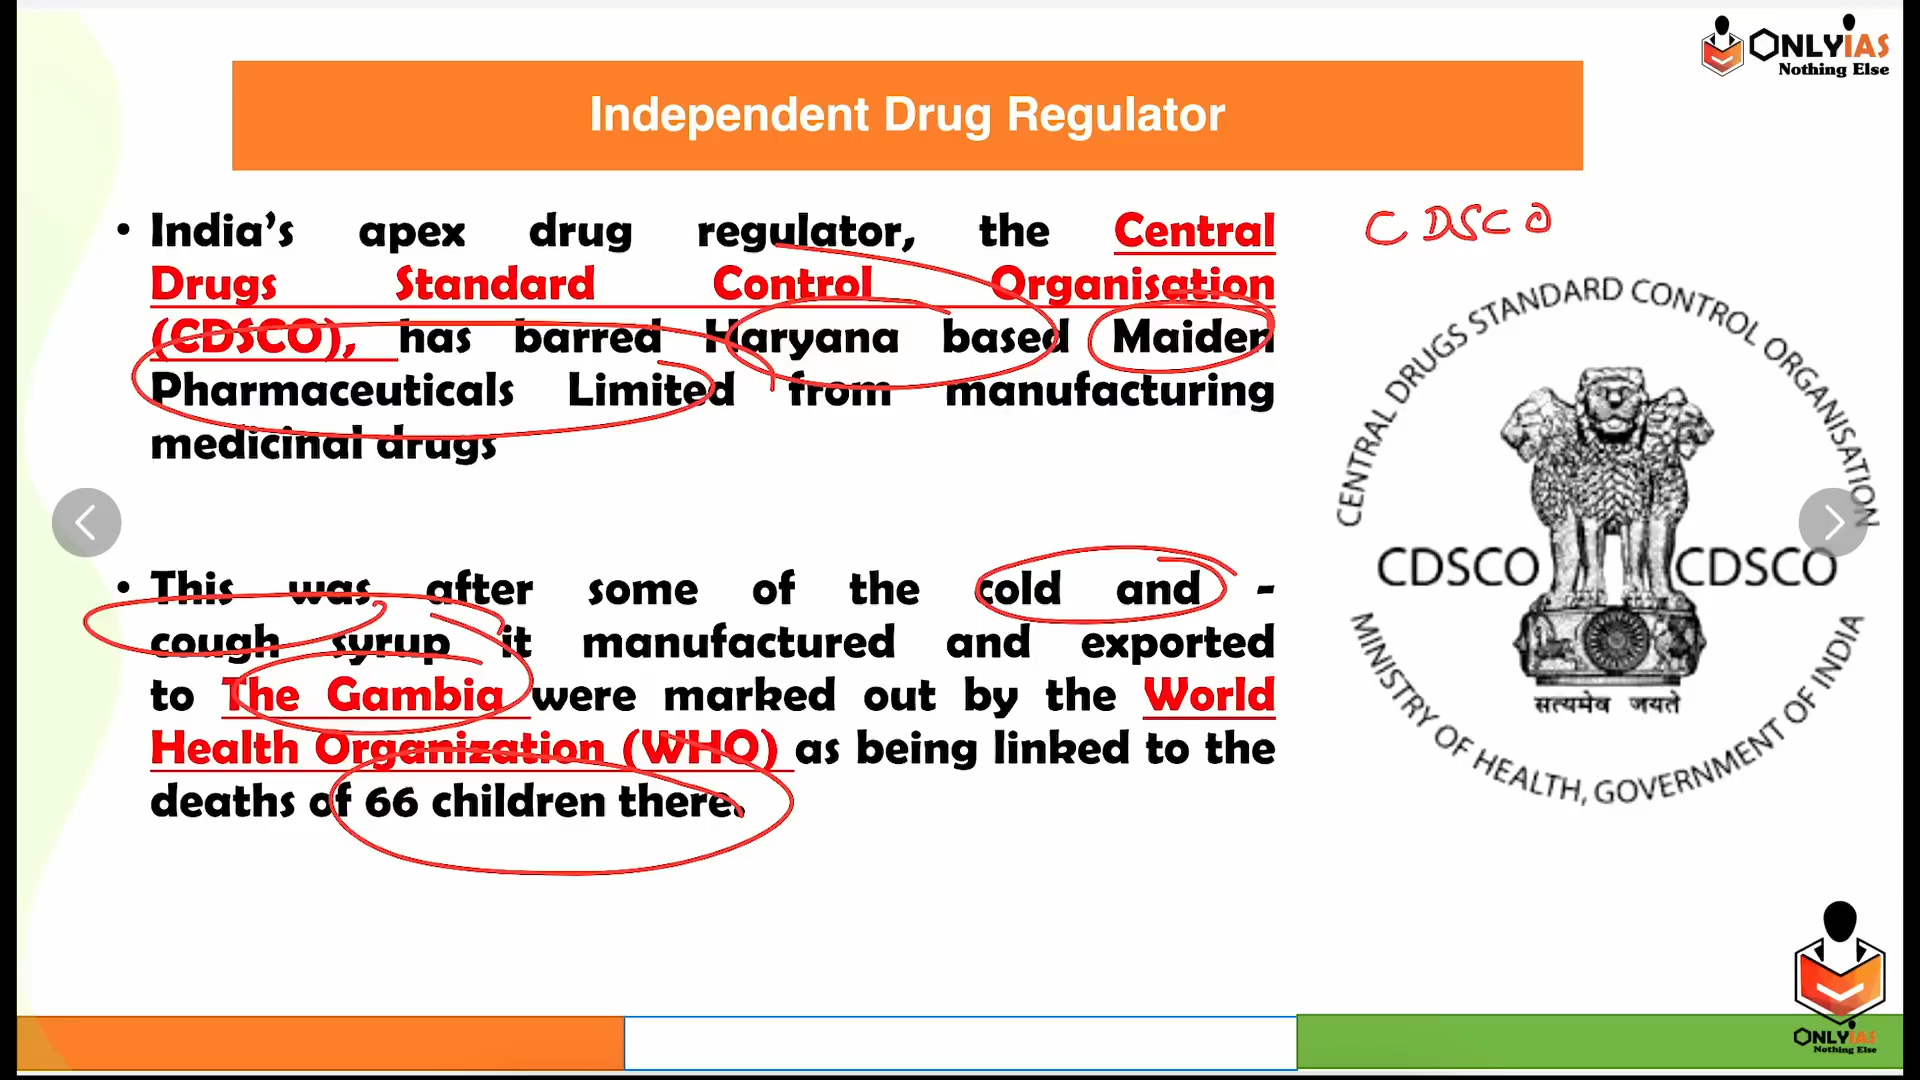 ONLYIAS
Nothing Else
Independent Drug Regulator
• India’s apex drug regulator, the Central
Drugs Standard Control Organisation
(CDSCO), has barred Haryana based Maiden
Pharmaceuticals Limited from manufacturing
medicinal drugs
• This was after some of the cold and -
cough syrup it manufactured and exported
to The Gambia were marked out by the World
Health Organization (WHO) as being linked to the
deaths of 66 children there.
CDSCO
CENTRAL DRUGS STANDARD CONTROL ORGANISATION
CDSCO CDSCO
सत्यमेव जयते
MINISTRY OF HEALTH, GOVERNMENT OF INDIA
ONLYIAS
Nothing Else